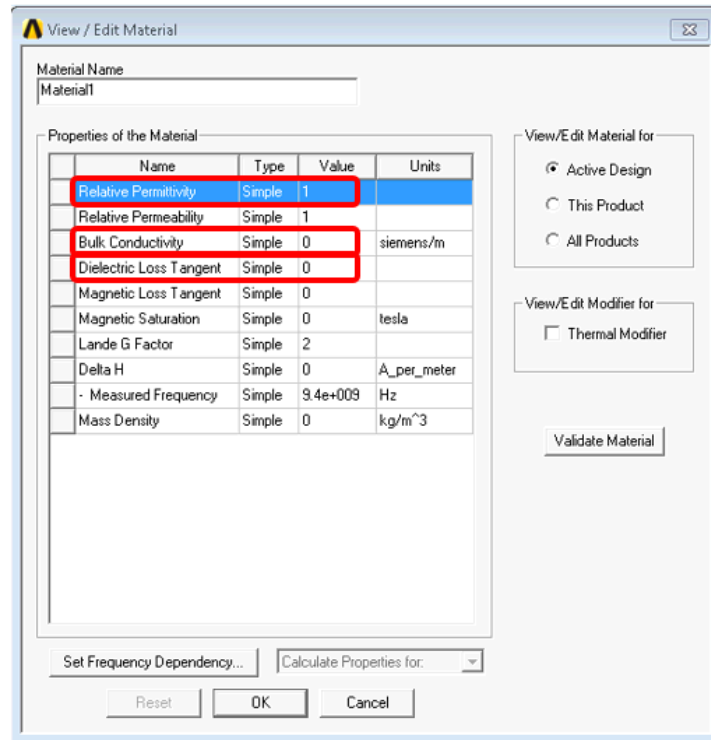 View / Edit Material
Material Name
Material1
Properties of the Material
Name Type Value Units
Relative Permittivity Simple 1
Relative Permeability Simple 1
Bulk Conductivity Simple 0 siemens/m
Dielectric Loss Tangent Simple 0
Magnetic Loss Tangent Simple 0
Magnetic Saturation Simple 0 tesla
Lande G Factor Simple 2
Delta H Simple 0 A_per_meter
- Measured Frequency Simple 9.4e+009 Hz
Mass Density Simple 0 kg/m^3
View/Edit Material for
Active Design
This Product
All Products
View/Edit Modifier for
Thermal Modifier
Validate Material
Set Frequency Dependency... Calculate Properties for:
Reset OK Cancel